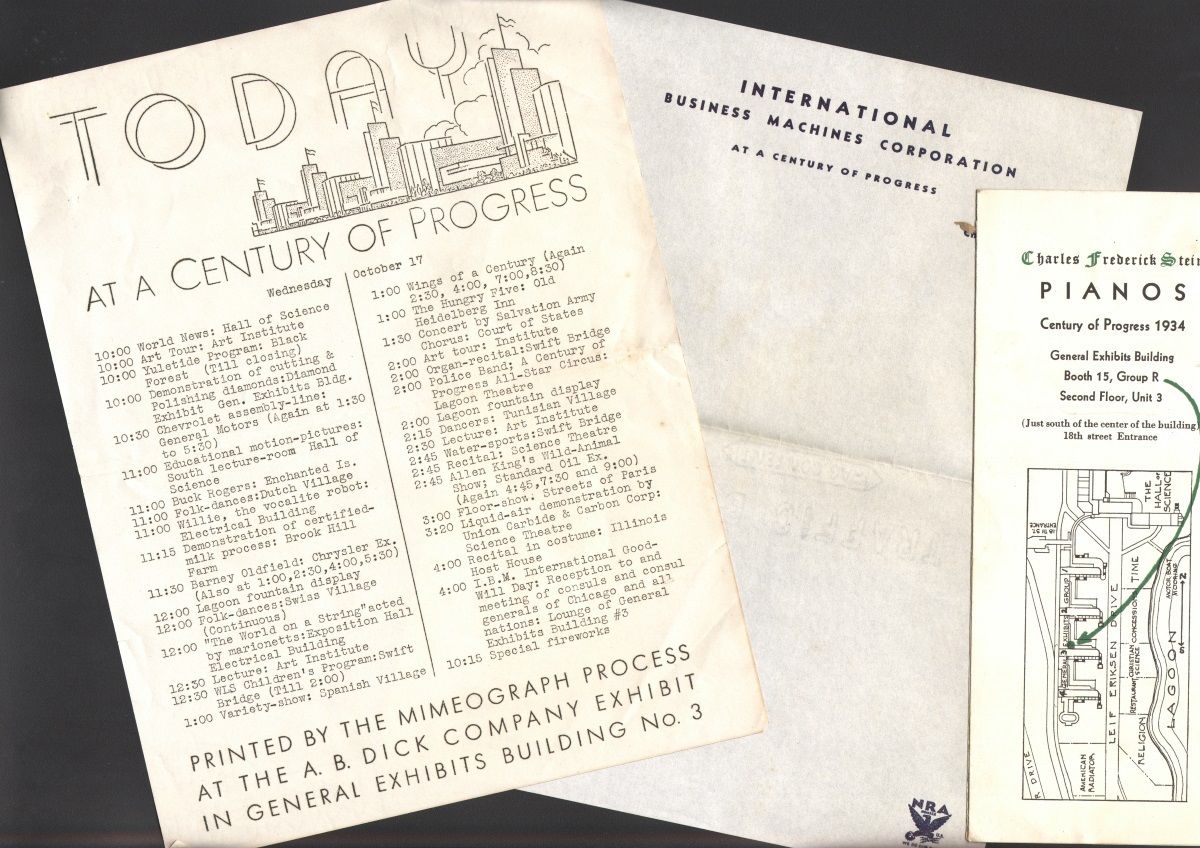 TODAY
AT A CENTURY OF PROGRESS
Wednesday October 17
10:00 World News: Hall of Science
10:00 Art Tour: Art Institute
10:00 Yuletide Program: Black
Forest (Till closing)
10:00 Demonstration of cutting &
Polishing diamonds:Diamond
Exhibit Gen. Exhibits Bldg.
10:30 Chevrolet assembly-line:
General Motors (Again at 1:30
to 5:30)
11:00 Educational motion-pictures:
South lecture-room Hall of
Science
11:00 Buck Rogers: Enchanted Is.
11:00 Folk-dances:Dutch Village
11:00 Willie, the vocalite robot:
Electrical Building
11:15 Demonstration of certified-
milk process: Brook Hill
Farm
11:30 Barney Oldfield: Chrysler Ex.
(Also at 1:00,2:30,4:00,5:30)
12:00 Lagoon fountain display
12:00 Folk-dances:Swiss Village
(Continuous)
12:00 "The World on a String"acted
by marionetts:Exposition Hall
Electrical Building
12:30 Lecture: Art Institute
12:30 WLS Children's Program:Swift
Bridge (Till 2:00)
1:00 Variety-show: Spanish Village
1:00 Wings of a Century (Again
2:30, 4:00, 7:00,8:30)
1:00 The Hungry Five: Old
Heidelberg Inn
1:30 Concert by Salvation Army
Chorus: Court of States
2:00 Art tour: Institute
2:00 Organ-recital:Swift Bridge
2:00 Police Band; A Century of
Progress All-Star Circus:
Lagoon Theatre
2:00 Lagoon fountain display
2:15 Dancers: Tunisian Village
2:30 Lecture: Art Institute
2:45 Water-sports:Swift Bridge
2:45 Recital: Science Theatre
2:45 Allen King's Wild-Animal
Show; Standard Oil Ex.
(Again 4:45,7:30 and 9:00)
3:00 Floor-show. Streets of Paris
3:20 Liquid-air demonstration by
Union Carbide & Carbon Corp:
Science Theatre
4:00 Recital in costume: Illinois
Host House
4:00 I.B.M. International Good-
Will Day: Reception to and
meeting of consuls and consul
generals of Chicago and all
nations: Lounge of General
Exhibits Building #3
10:15 Special fireworks
PRINTED BY THE MIMEOGRAPH PROCESS
AT THE A. B. DICK COMPANY EXHIBIT
IN GENERAL EXHIBITS BUILDING No. 3
INTERNATIONAL
BUSINESS MACHINES CORPORATION
AT A CENTURY OF PROGRESS
NRA
Charles Frederick Stein
PIANOS
Century of Progress 1934
General Exhibits Building
Booth 15, Group R
Second Floor, Unit 3
(Just south of the center of the building)
18th street Entrance
18TH ST
ENTRANCE
THE
HALL OF
SCIENCE
GENERAL EXHIBITS GROUP
LEIF ERIKSEN DRIVE
TIME
CONCESSION
CHRISTIAN
SCIENCE
RESTAURANT
RELIGION
AMERICAN
RADIATOR
LAGOON
DRIVE